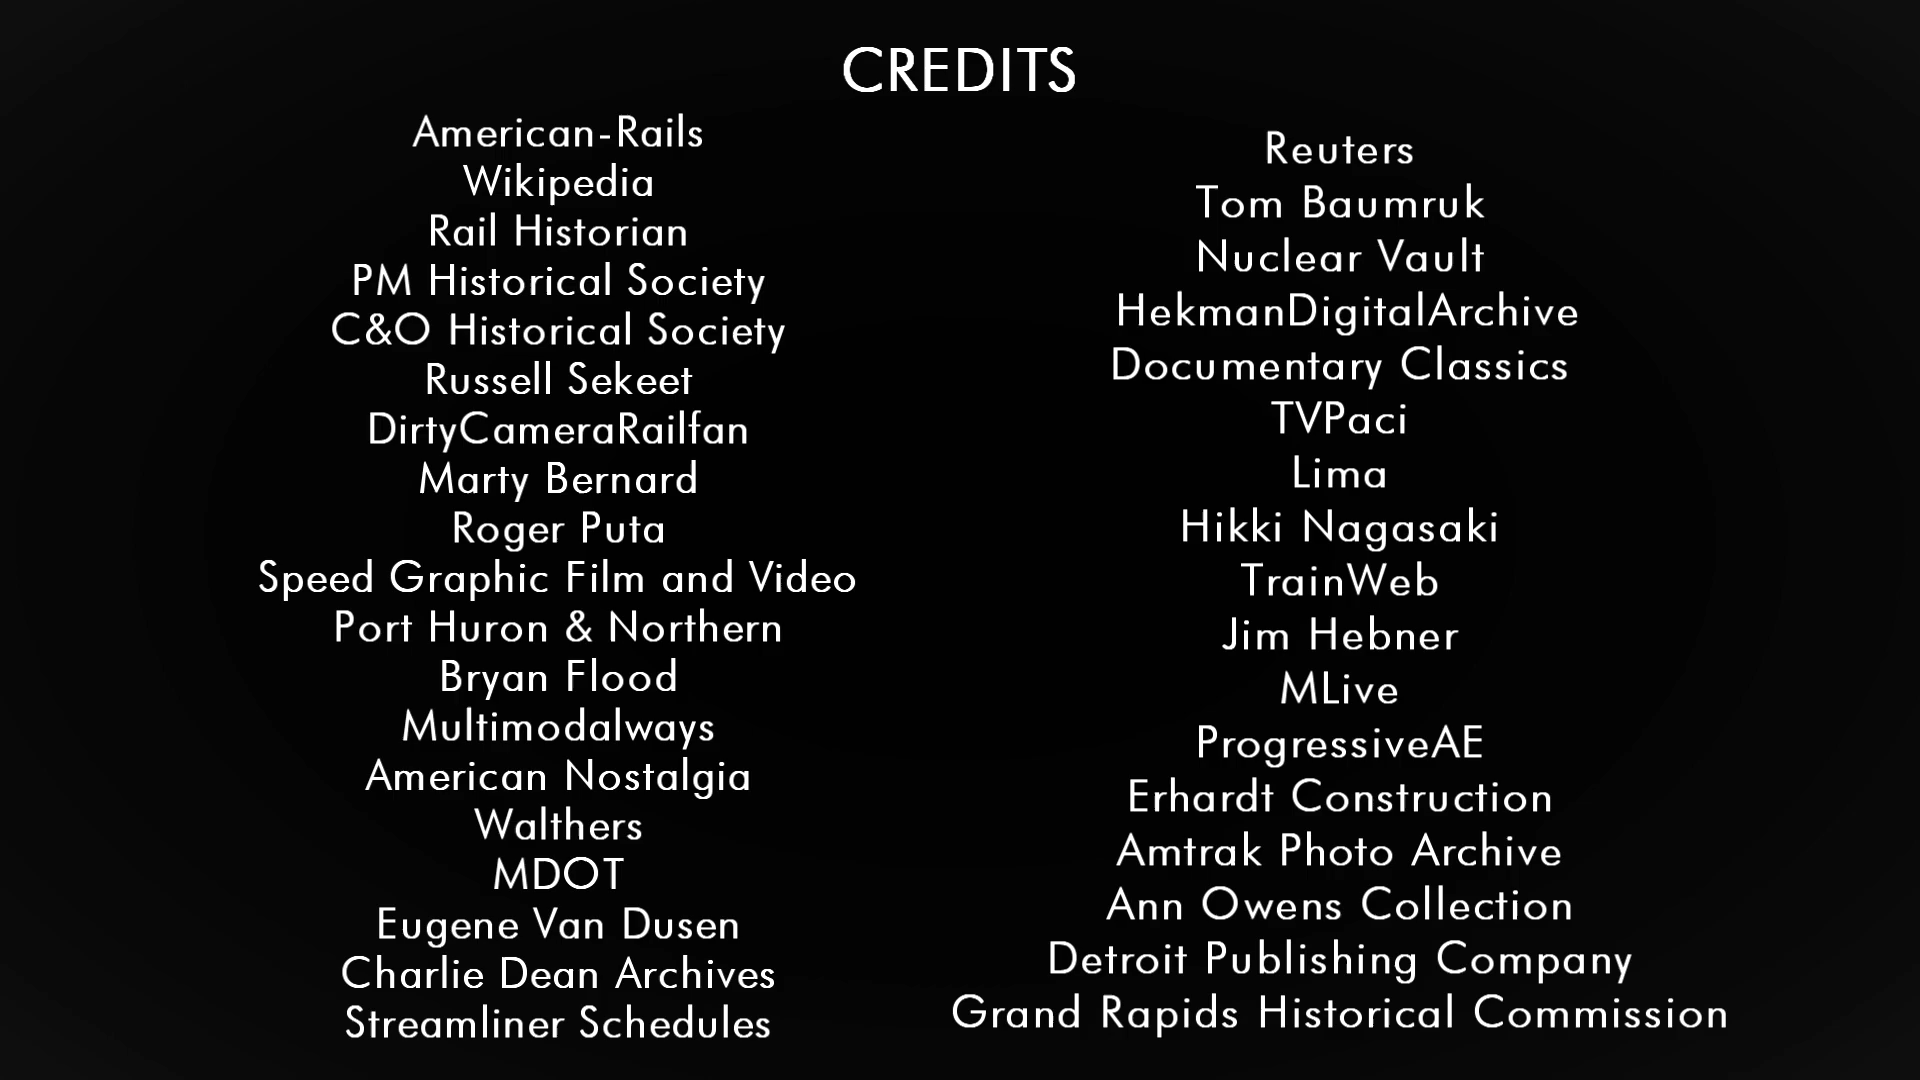 CREDITS
American-Rails
Wikipedia
Rail Historian
PM Historical Society
C&O Historical Society
Russell Sekeet
DirtyCameraRailfan
Marty Bernard
Roger Puta
Speed Graphic Film and Video
Port Huron & Northern
Bryan Flood
Multimodalways
American Nostalgia
Walthers
MDOT
Eugene Van Dusen
Charlie Dean Archives
Streamliner Schedules
Reuters
Tom Baumruk
Nuclear Vault
HekmanDigitalArchive
Documentary Classics
TVPaci
Lima
Hikki Nagasaki
TrainWeb
Jim Hebner
MLive
ProgressiveAE
Erhardt Construction
Amtrak Photo Archive
Ann Owens Collection
Detroit Publishing Company
Grand Rapids Historical Commission